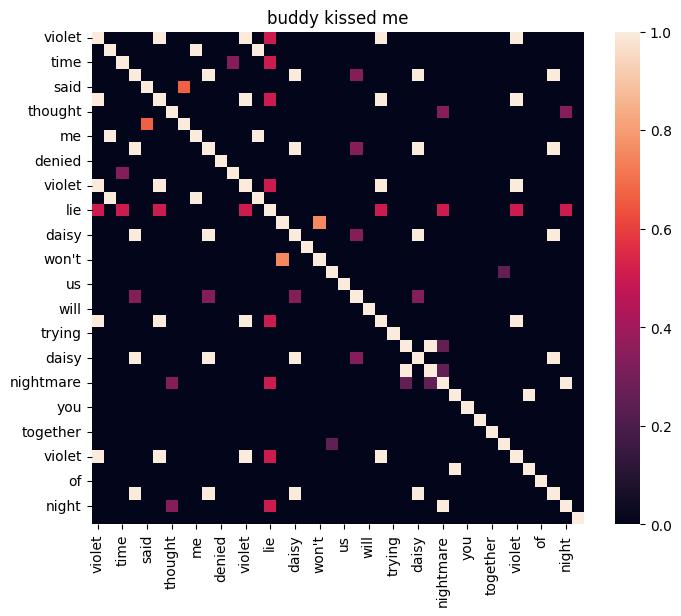 buddy kissed me
violet
time
said
thought
me
denied
violet
lie
daisy
won't
us
will
trying
daisy
nightmare
you
together
violet
of
night
violet
time
said
thought
me
denied
violet
lie
daisy
won't
us
will
trying
daisy
nightmare
you
together
violet
of
night
1.0
0.8
0.6
0.4
0.2
0.0